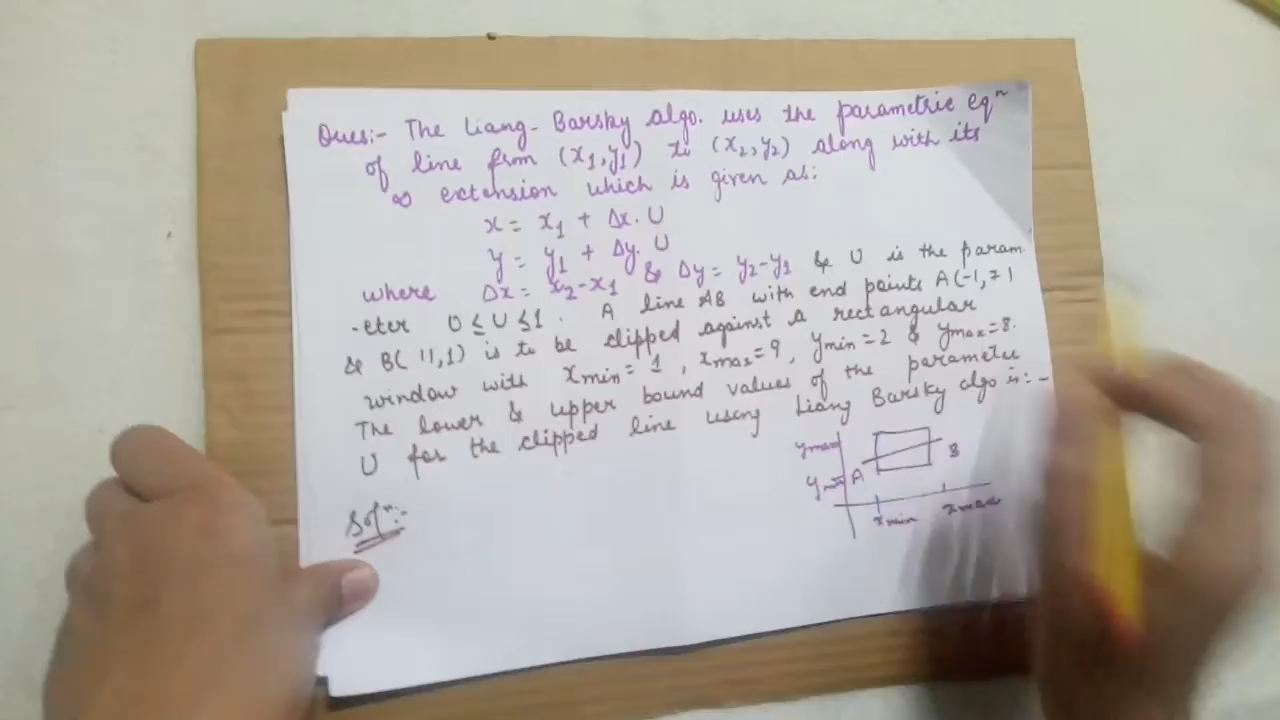 Ques:- The Liang-Barsky algo. uses the parametric eqⁿ
of line from (x₁,y₁) to (x₂,y₂) along with its
∞ extension which is given as:
x = x₁ + Δx. U
y = y₁ + Δy. U
where Δx = x₂-x₁ & Δy = y₂-y₁ & U is the param
-eter 0 ≤ U ≤ 1. A line AB with end points A(-1,7)
& B(11,1) is to be clipped against a rectangular
window with xmin = 1, xmax = 9, ymin = 2 & ymax = 8.
The lower & upper bound values of the parameter
U for the clipped line using Liang Barsky algo is:-
ymax
B
ymin A
xmin xmax
Solⁿ:-